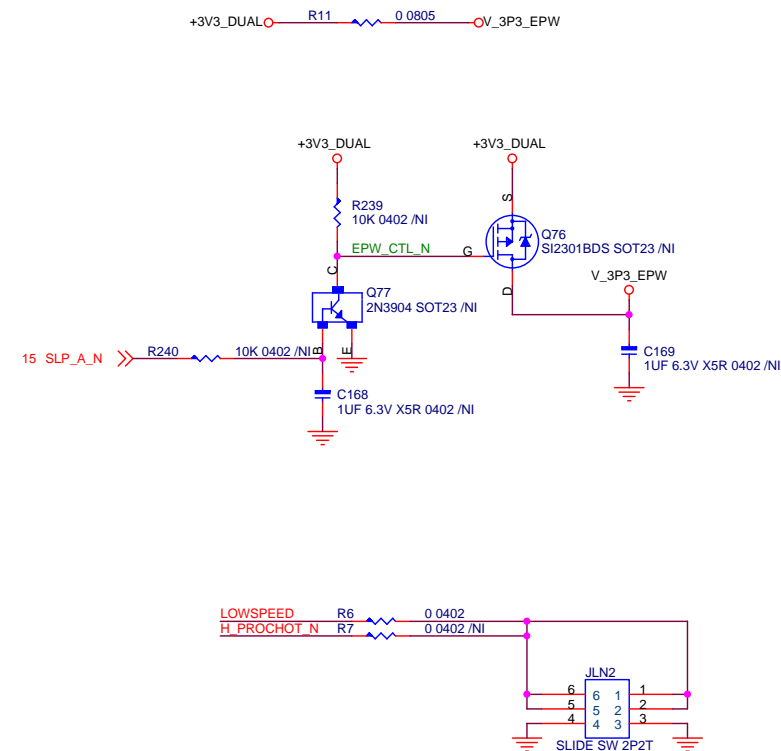 +3V3_DUAL R11 0 0805 V_3P3_EPW
+3V3_DUAL +3V3_DUAL
R239
10K 0402 /NI
S
Q76
SI2301BDS SOT23 /NI
EPW_CTL_N G
C
D
V_3P3_EPW
Q77
2N3904 SOT23 /NI
B E
15 SLP_A_N R240 10K 0402 /NI
C169
1UF 6.3V X5R 0402 /NI
C168
1UF 6.3V X5R 0402 /NI
LOWSPEED R6 0 0402
H_PROCHOT_N R7 0 0402 /NI
JLN2
6 6 1 1
5 5 2 2
4 4 3 3
SLIDE SW 2P2T